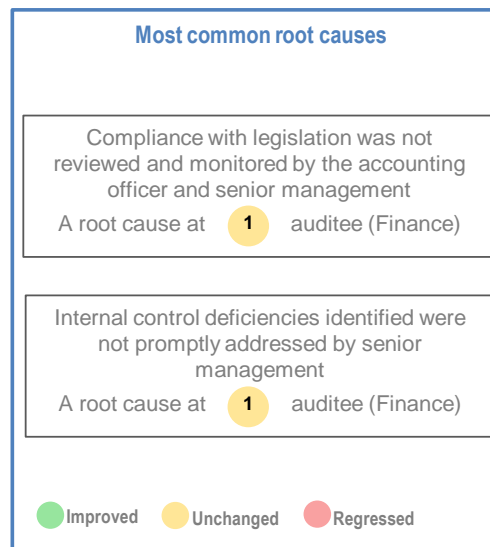 Most common root causes
Compliance with legislation was not
reviewed and monitored by the accounting
officer and senior management
A root cause at 1 auditee (Finance)
Internal control deficiencies identified were
not promptly addressed by senior
management
A root cause at 1 auditee (Finance)
Improved Unchanged Regressed